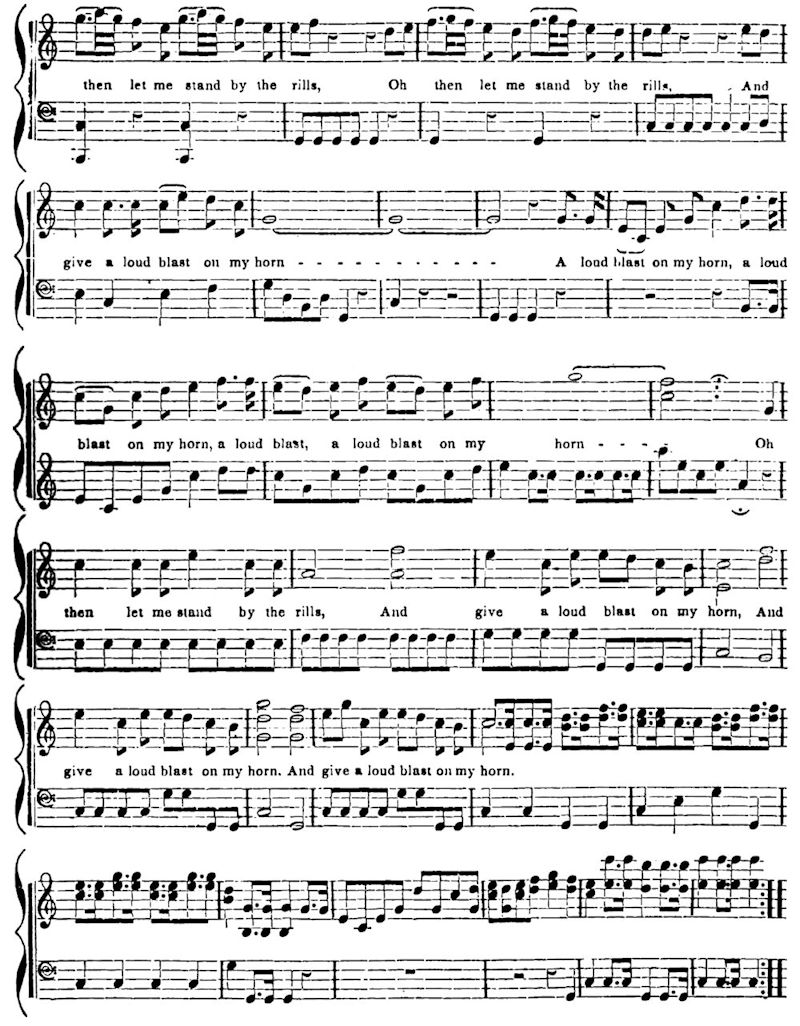 then let me stand by the rills, Oh then let me stand by the rills, And
give a loud blast on my horn - - - - - - - - - - - - A loud blast on my horn, a loud
blast on my horn, a loud blast, a loud blast on my horn - - - - Oh
then let me stand by the rills, And give a loud blast on my horn, And
give a loud blast on my horn. And give a loud blast on my horn.